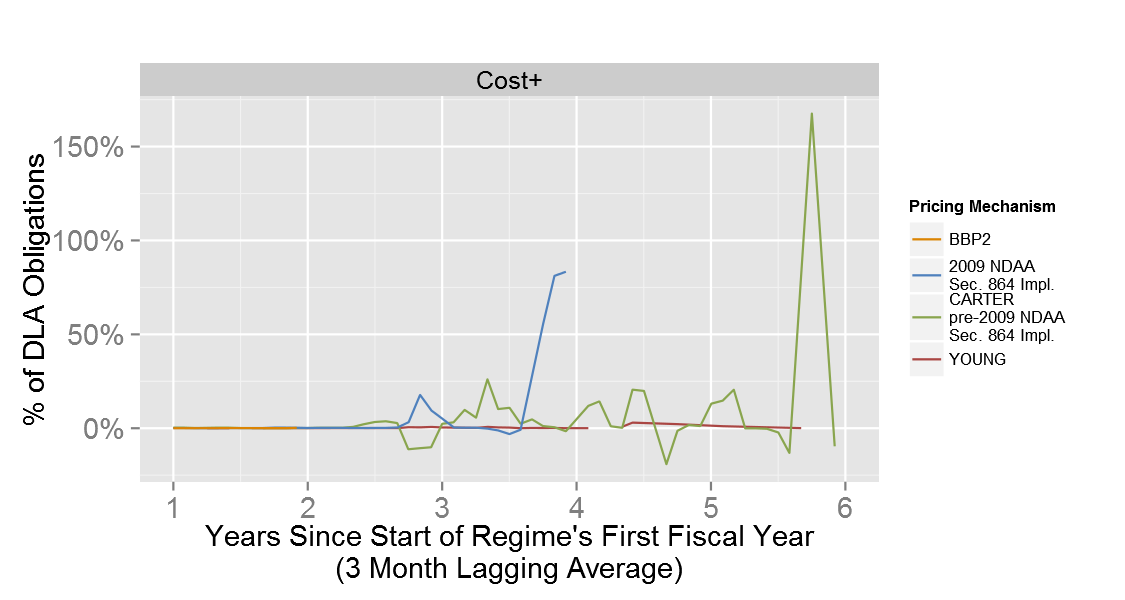 Cost+
150%
100%
50%
0%
% of DLA Obligations
1 2 3 4 5 6
Years Since Start of Regime's First Fiscal Year
(3 Month Lagging Average)
Pricing Mechanism
BBP2
2009 NDAA
Sec. 864 Impl.
CARTER
pre-2009 NDAA
Sec. 864 Impl.
YOUNG